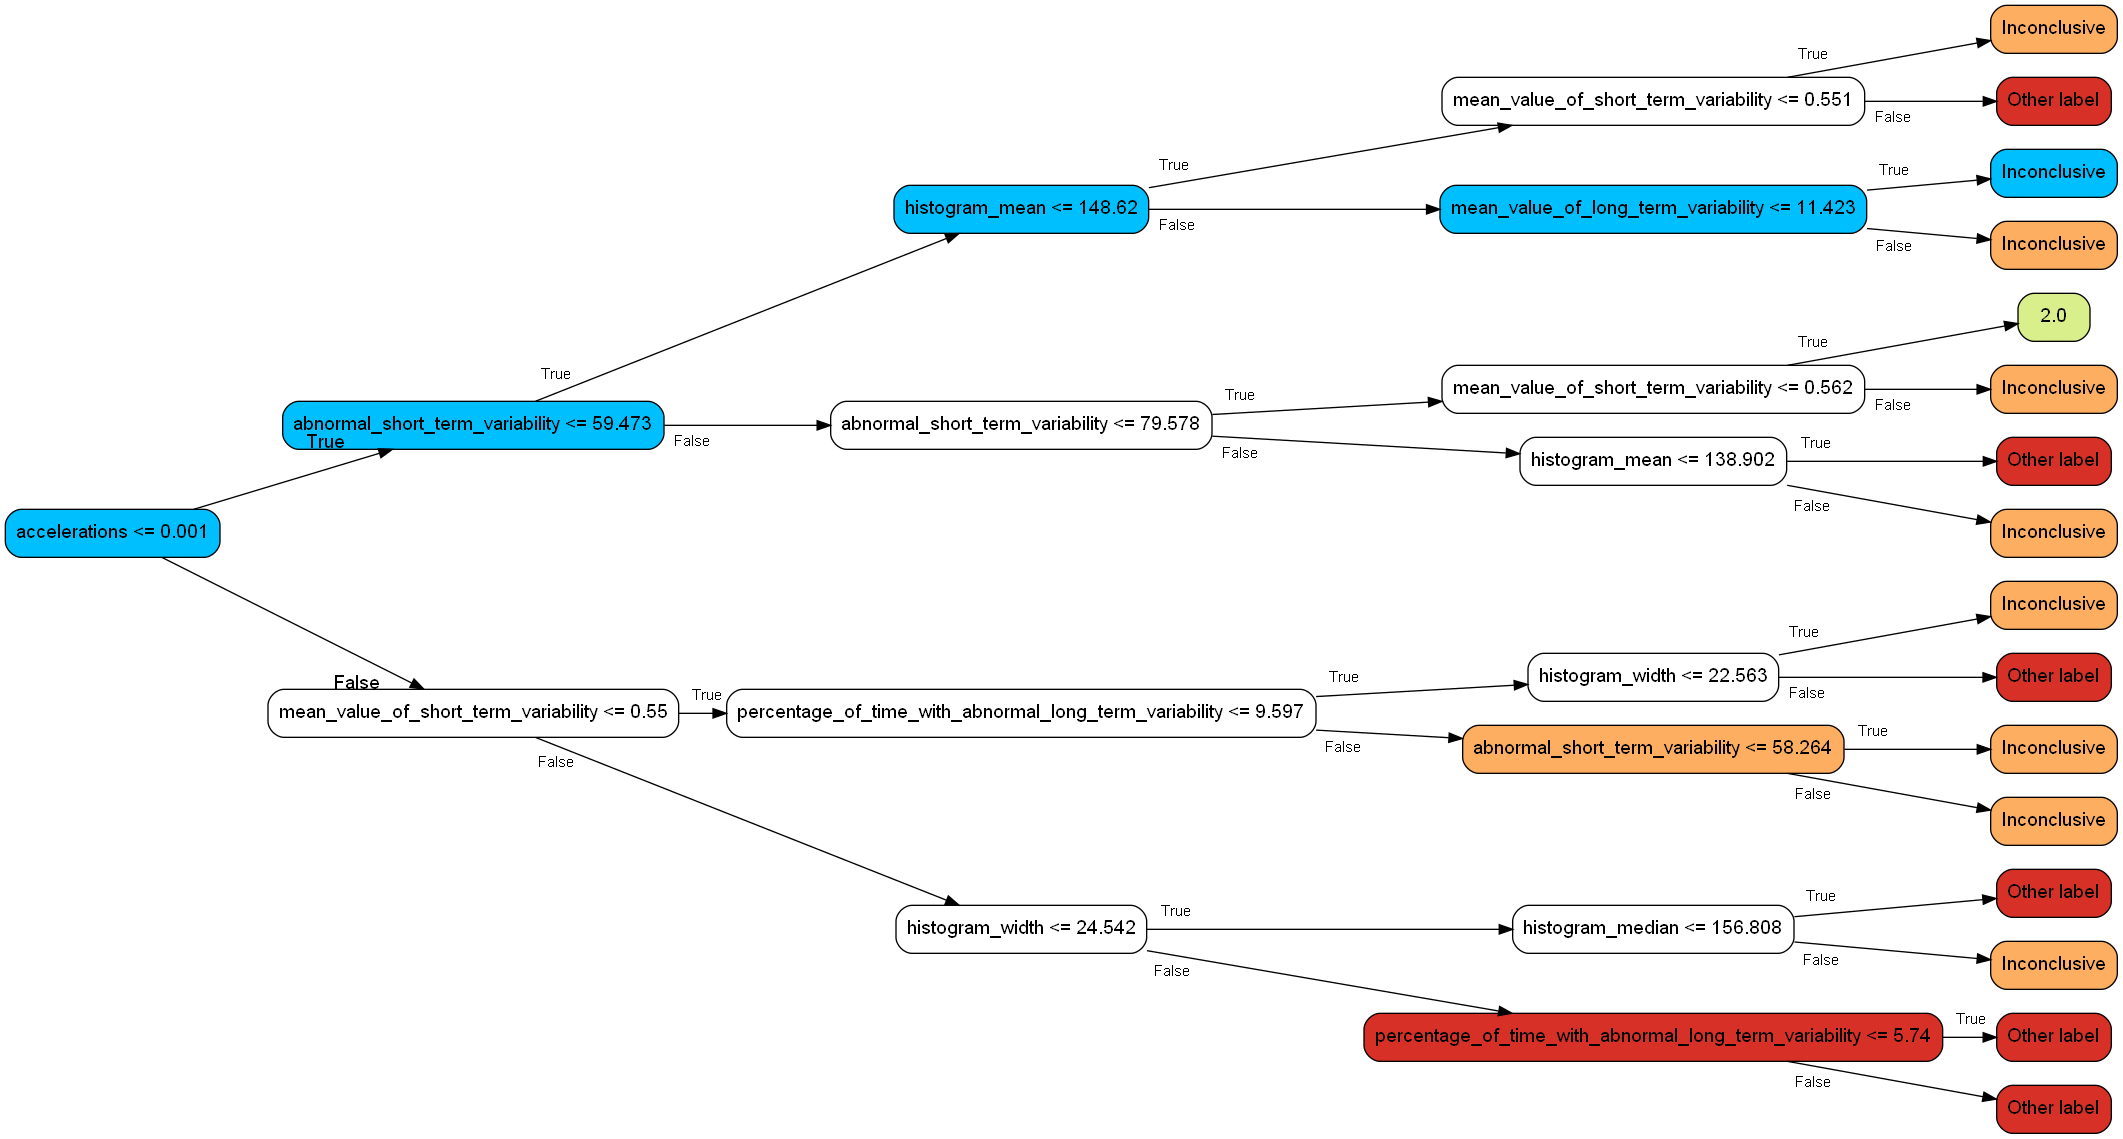 Inconclusive
True
mean_value_of_short_term_variability <= 0.551
Other label
False
True
Inconclusive
True
histogram_mean <= 148.62
mean_value_of_long_term_variability <= 11.423
False
Inconclusive
False
2.0
True
True
mean_value_of_short_term_variability <= 0.562
Inconclusive
True
False
abnormal_short_term_variability <= 59.473
True
abnormal_short_term_variability <= 79.578
False
True
False
histogram_mean <= 138.902
Other label
False
accelerations <= 0.001
Inconclusive
Inconclusive
True
True
histogram_width <= 22.563
Other label
False
False
mean_value_of_short_term_variability <= 0.55
True
percentage_of_time_with_abnormal_long_term_variability <= 9.597
False
True
abnormal_short_term_variability <= 58.264
Inconclusive
False
False
Inconclusive
Other label
True
True
histogram_width <= 24.542
histogram_median <= 156.808
False
False
Inconclusive
True
percentage_of_time_with_abnormal_long_term_variability <= 5.74
Other label
False
Other label